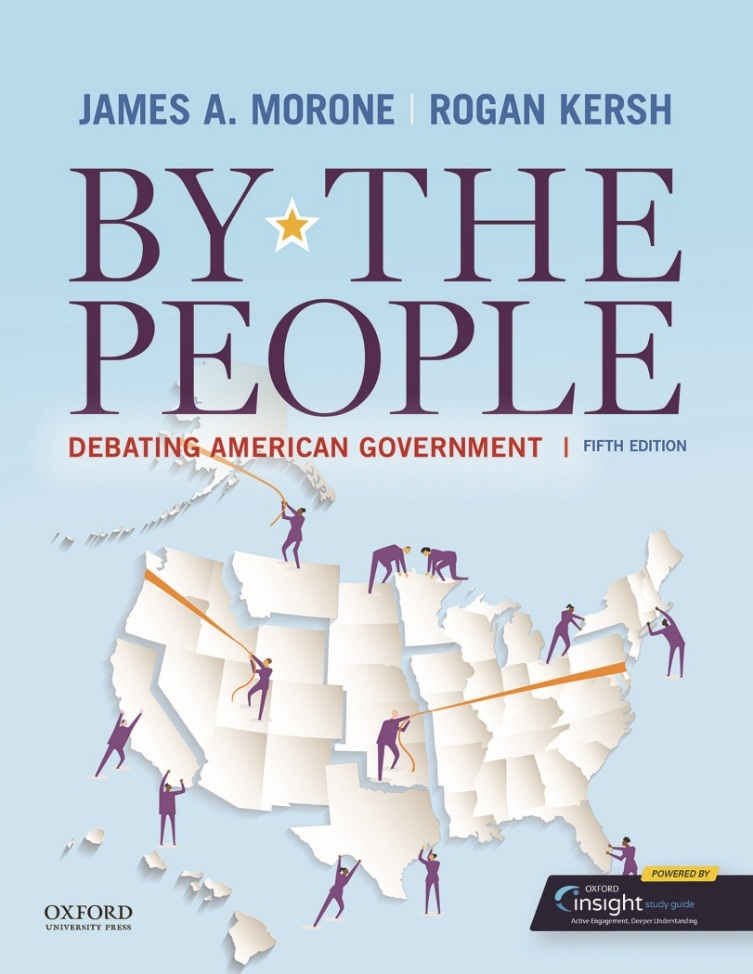 JAMES A. MORONE | ROGAN KERSH
BY THE
PEOPLE
DEBATING AMERICAN GOVERNMENT | FIFTH EDITION
POWERED BY
OXFORD
insight study guide
Active Engagement, Deeper Understanding
OXFORD
UNIVERSITY PRESS